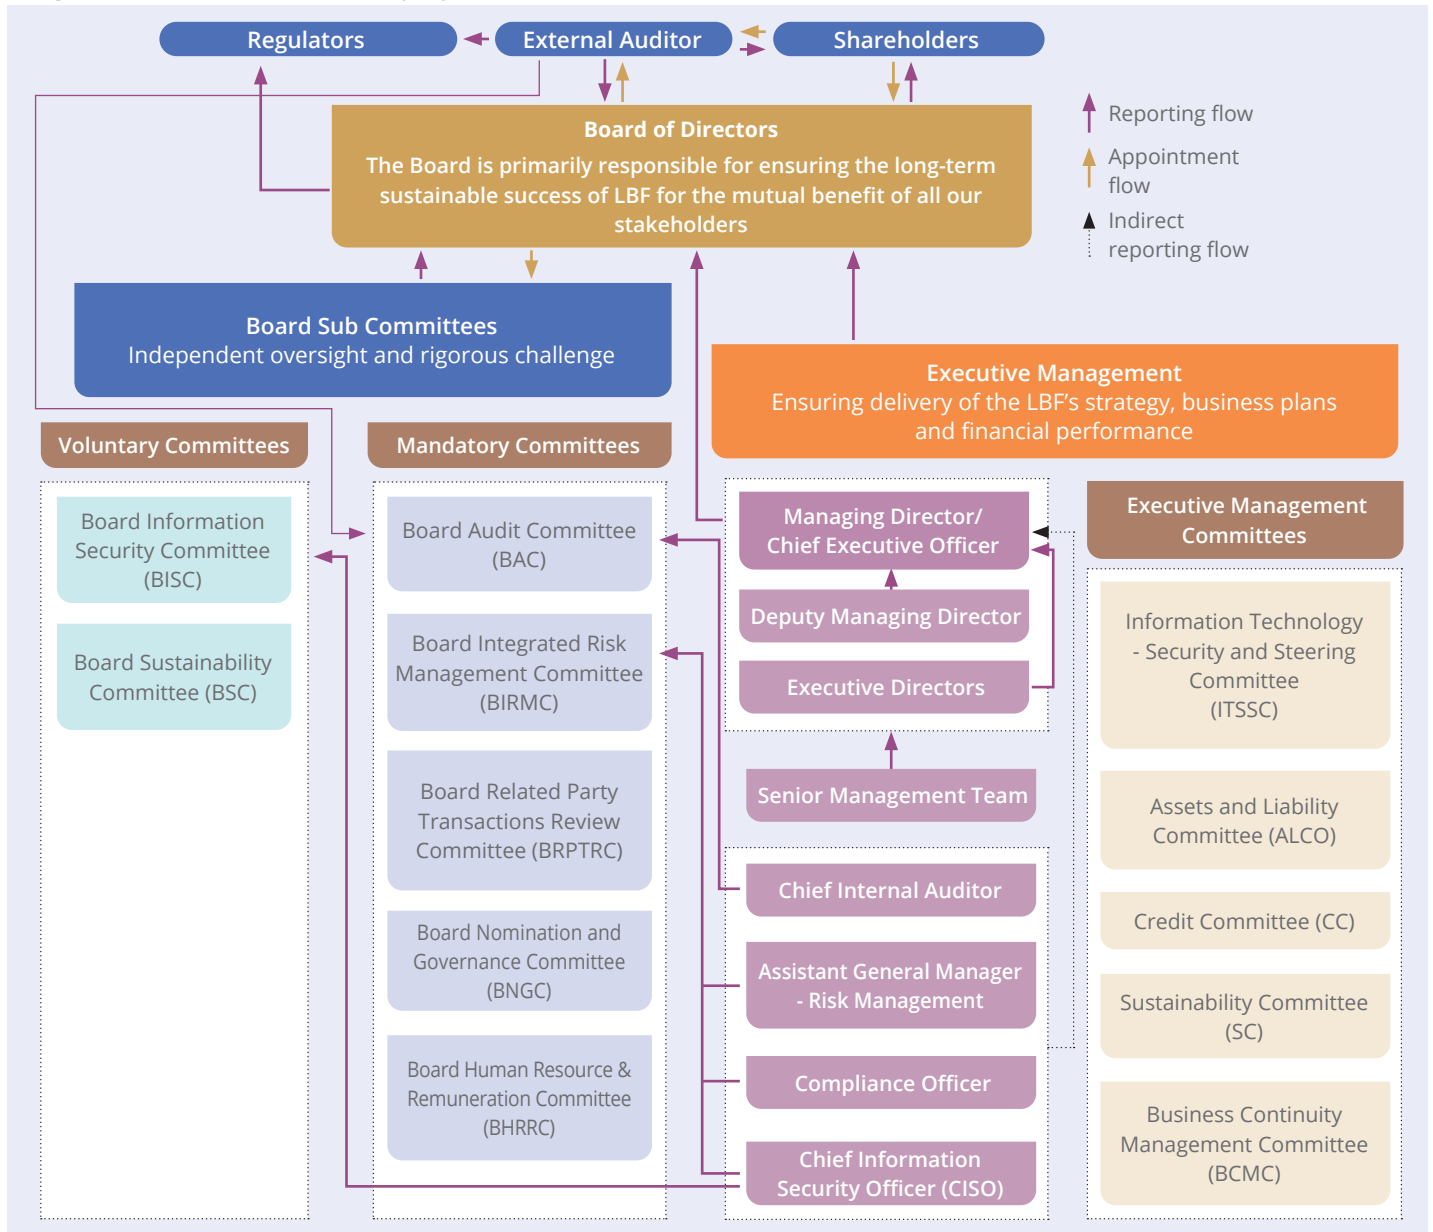 Regulators
External Auditor
Shareholders
Reporting flow
Appointment
flow
Indirect
reporting flow
Board of Directors
The Board is primarily responsible for ensuring the long-term
sustainable success of LBF for the mutual benefit of all our
stakeholders
Board Sub Committees
Independent oversight and rigorous challenge
Executive Management
Ensuring delivery of the LBF’s strategy, business plans
and financial performance
Voluntary Committees
Board Information
Security Committee
(BISC)
Board Sustainability
Committee (BSC)
Mandatory Committees
Board Audit Committee
(BAC)
Board Integrated Risk
Management Committee
(BIRMC)
Board Related Party
Transactions Review
Committee (BRPTRC)
Board Nomination and
Governance Committee
(BNGC)
Board Human Resource &
Remuneration Committee
(BHRRC)
Managing Director/
Chief Executive Officer
Deputy Managing Director
Executive Directors
Senior Management Team
Chief Internal Auditor
Assistant General Manager
- Risk Management
Compliance Officer
Chief Information
Security Officer (CISO)
Executive Management
Committees
Information Technology
- Security and Steering
Committee
(ITSSC)
Assets and Liability
Committee (ALCO)
Credit Committee (CC)
Sustainability Committee
(SC)
Business Continuity
Management Committee
(BCMC)